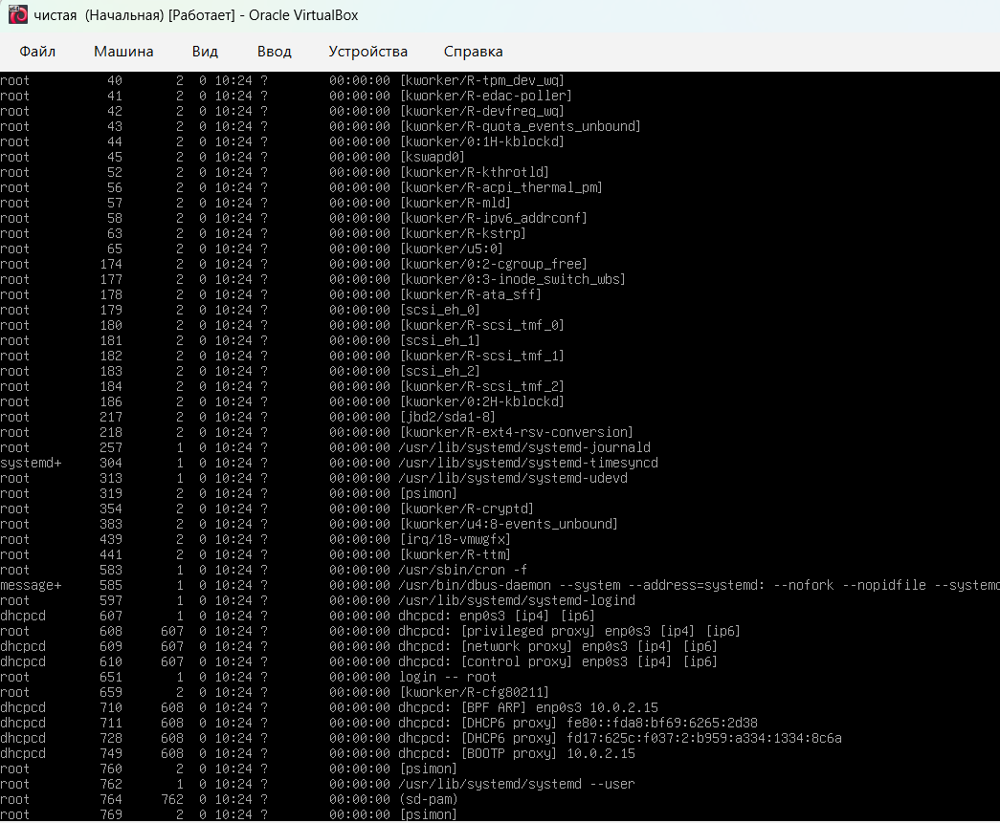 чистая (Начальная) [Работает] - Oracle VirtualBox
Файл Машина Вид Ввод Устройства Справка
root 40 2 0 10:24 ? 00:00:00 [kworker/R-tpm_dev_wq]
root 41 2 0 10:24 ? 00:00:00 [kworker/R-edac-poller]
root 42 2 0 10:24 ? 00:00:00 [kworker/R-devfreq_wq]
root 43 2 0 10:24 ? 00:00:00 [kworker/R-quota_events_unbound]
root 44 2 0 10:24 ? 00:00:00 [kworker/0:1H-kblockd]
root 45 2 0 10:24 ? 00:00:00 [kswapd0]
root 52 2 0 10:24 ? 00:00:00 [kworker/R-kthrotld]
root 56 2 0 10:24 ? 00:00:00 [kworker/R-acpi_thermal_pm]
root 57 2 0 10:24 ? 00:00:00 [kworker/R-mld]
root 58 2 0 10:24 ? 00:00:00 [kworker/R-ipv6_addrconf]
root 63 2 0 10:24 ? 00:00:00 [kworker/R-kstrp]
root 65 2 0 10:24 ? 00:00:00 [kworker/u5:0]
root 174 2 0 10:24 ? 00:00:00 [kworker/0:2-cgroup_free]
root 177 2 0 10:24 ? 00:00:00 [kworker/0:3-inode_switch_wbs]
root 178 2 0 10:24 ? 00:00:00 [kworker/R-ata_sff]
root 179 2 0 10:24 ? 00:00:00 [scsi_eh_0]
root 180 2 0 10:24 ? 00:00:00 [kworker/R-scsi_tmf_0]
root 181 2 0 10:24 ? 00:00:00 [scsi_eh_1]
root 182 2 0 10:24 ? 00:00:00 [kworker/R-scsi_tmf_1]
root 183 2 0 10:24 ? 00:00:00 [scsi_eh_2]
root 184 2 0 10:24 ? 00:00:00 [kworker/R-scsi_tmf_2]
root 186 2 0 10:24 ? 00:00:00 [kworker/0:2H-kblockd]
root 217 2 0 10:24 ? 00:00:00 [jbd2/sda1-8]
root 218 2 0 10:24 ? 00:00:00 [kworker/R-ext4-rsv-conversion]
root 257 1 0 10:24 ? 00:00:00 /usr/lib/systemd/systemd-journald
systemd+ 304 1 0 10:24 ? 00:00:00 /usr/lib/systemd/systemd-timesyncd
root 313 1 0 10:24 ? 00:00:00 /usr/lib/systemd/systemd-udevd
root 319 2 0 10:24 ? 00:00:00 [psimon]
root 354 2 0 10:24 ? 00:00:00 [kworker/R-cryptd]
root 383 2 0 10:24 ? 00:00:00 [kworker/u4:8-events_unbound]
root 439 2 0 10:24 ? 00:00:00 [irq/18-vmwgfx]
root 441 2 0 10:24 ? 00:00:00 [kworker/R-ttm]
root 583 1 0 10:24 ? 00:00:00 /usr/sbin/cron -f
message+ 585 1 0 10:24 ? 00:00:00 /usr/bin/dbus-daemon --system --address=systemd: --nofork --nopidfile --systemd
root 597 1 0 10:24 ? 00:00:00 /usr/lib/systemd/systemd-logind
dhcpcd 607 1 0 10:24 ? 00:00:00 dhcpcd: enp0s3 [ip4] [ip6]
root 608 607 0 10:24 ? 00:00:00 dhcpcd: [privileged proxy] enp0s3 [ip4] [ip6]
dhcpcd 609 607 0 10:24 ? 00:00:00 dhcpcd: [network proxy] enp0s3 [ip4] [ip6]
dhcpcd 610 607 0 10:24 ? 00:00:00 dhcpcd: [control proxy] enp0s3 [ip4] [ip6]
root 651 1 0 10:24 ? 00:00:00 login -- root
root 659 2 0 10:24 ? 00:00:00 [kworker/R-cfg80211]
dhcpcd 710 608 0 10:24 ? 00:00:00 dhcpcd: [BPF ARP] enp0s3 10.0.2.15
dhcpcd 711 608 0 10:24 ? 00:00:00 dhcpcd: [DHCP6 proxy] fe80::fda8:bf69:6265:2d38
dhcpcd 728 608 0 10:24 ? 00:00:00 dhcpcd: [DHCP6 proxy] fd17:625c:f037:2:b959:a334:1334:8c6a
dhcpcd 749 608 0 10:24 ? 00:00:00 dhcpcd: [BOOTP proxy] 10.0.2.15
root 760 2 0 10:24 ? 00:00:00 [psimon]
root 762 1 0 10:24 ? 00:00:00 /usr/lib/systemd/systemd --user
root 764 762 0 10:24 ? 00:00:00 (sd-pam)
root 769 2 0 10:24 ? 00:00:00 [psimon]